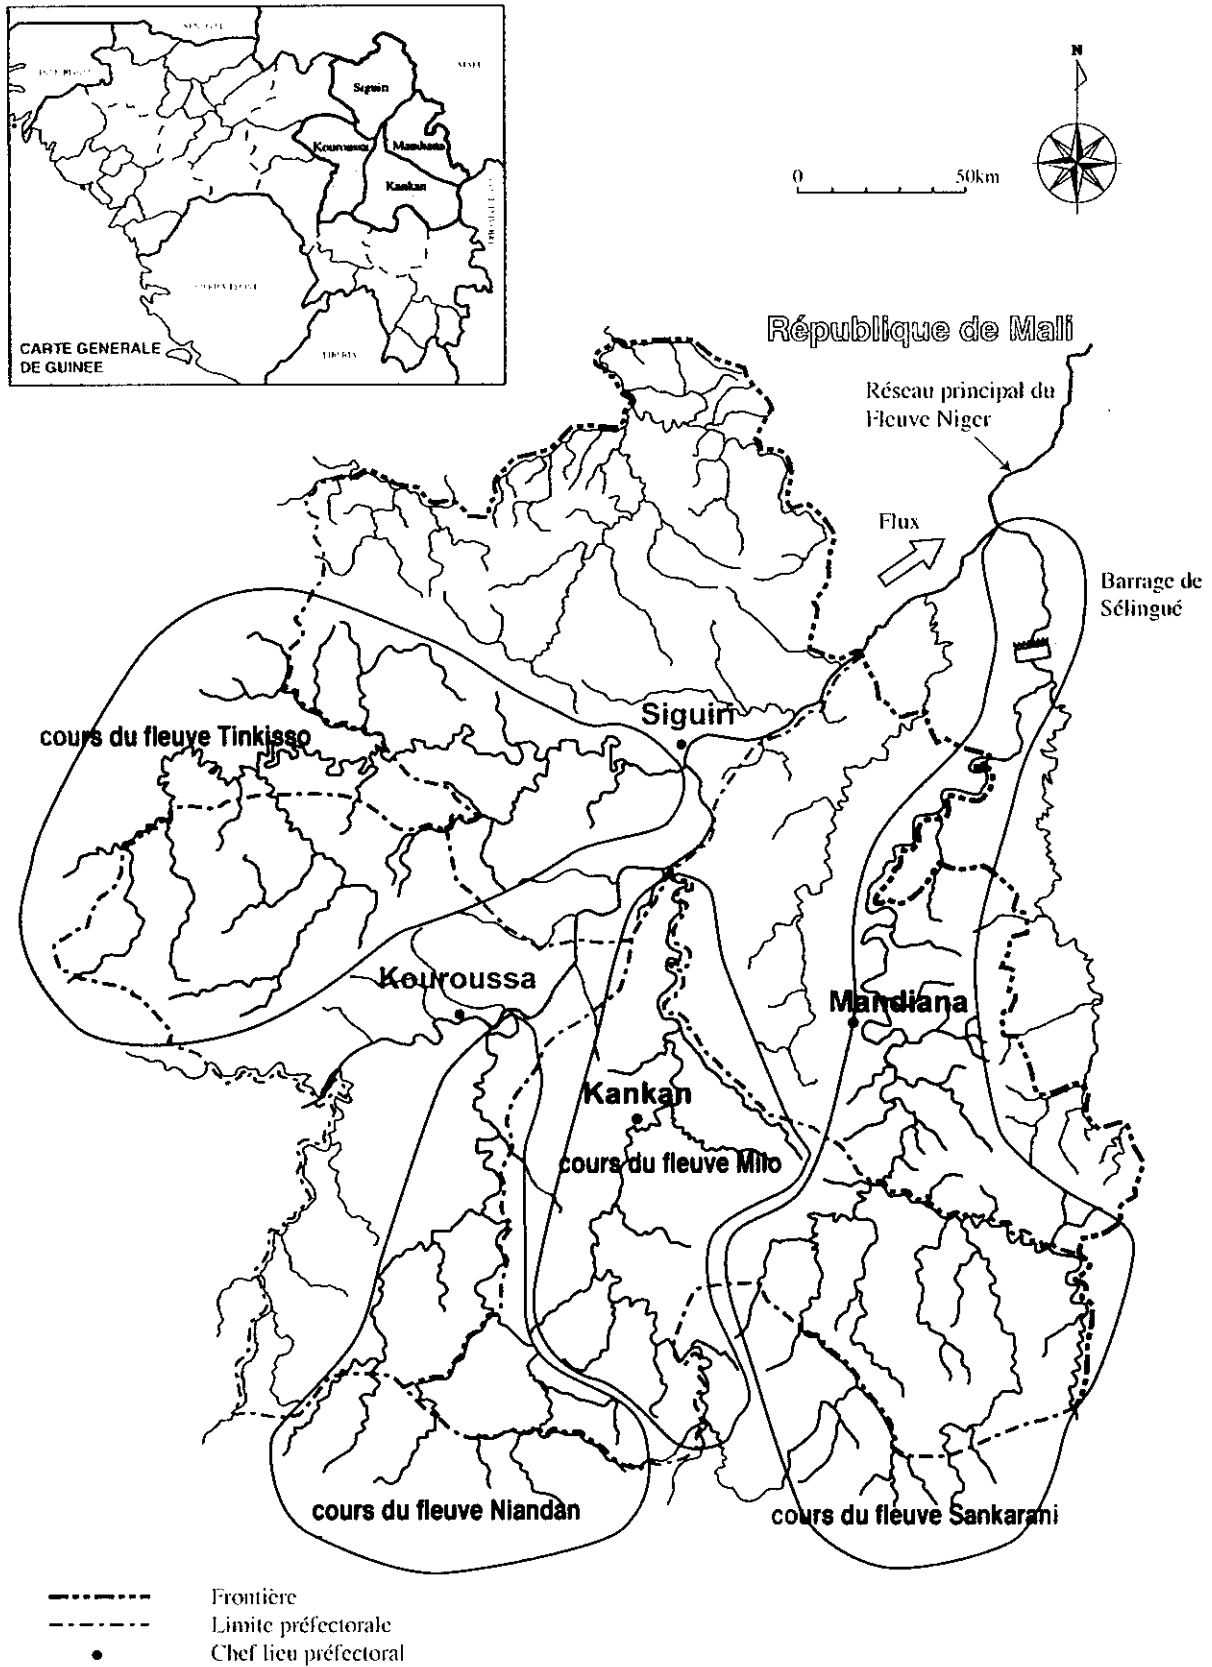 Siguin
Kouroussa
Mandiana
Kankan
CARTE GENERALE
DE GUINEE
LIBERIA
N
0 50km
République de Mali
Réseau principal du
Fleuve Niger
Flux
Barrage de
Sélingué
Siguiri
cours du fleuve Tinkisso
Kouroussa
Mandiana
Kankan
cours du fleuve Milo
cours du fleuve Niandan
cours du fleuve Sankarani
Frontière
Limite préfectorale
Chef lieu préfectoral